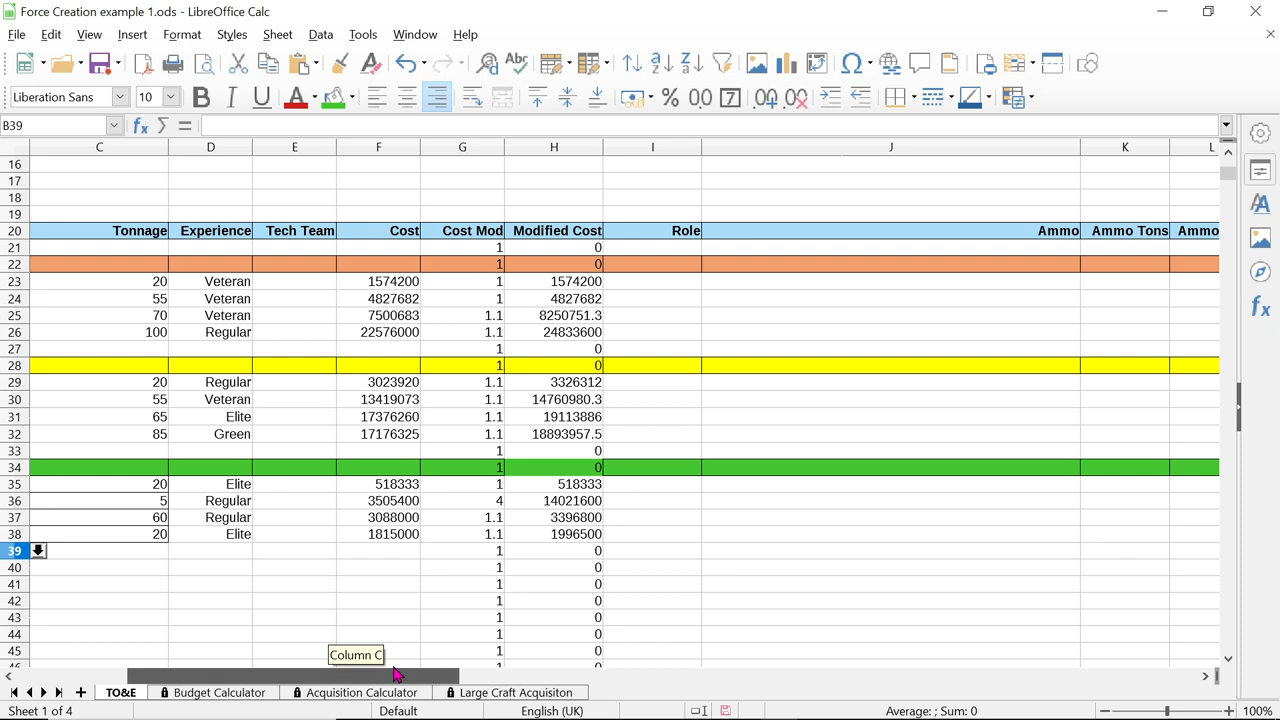 Force Creation example 1.ods - LibreOffice Calc
File Edit View Insert Format Styles Sheet Data Tools Window Help
Liberation Sans 10
B39
C D E F G H I J K L
16
17
18
19
20 Tonnage Experience Tech Team Cost Cost Mod Modified Cost Role Ammo Ammo Tons Ammo
21 1 0
22 1 0
23 20 Veteran 1574200 1 1574200
24 55 Veteran 4827682 1 4827682
25 70 Veteran 7500683 1.1 8250751.3
26 100 Regular 22576000 1.1 24833600
27 1 0
28 1 0
29 20 Regular 3023920 1.1 3326312
30 55 Veteran 13419073 1.1 14760980.3
31 65 Elite 17376260 1.1 19113886
32 85 Green 17176325 1.1 18893957.5
33 1 0
34 1 0
35 20 Elite 518333 1 518333
36 5 Regular 3505400 4 14021600
37 60 Regular 3088000 1.1 3396800
38 20 Elite 1815000 1.1 1996500
39 1 0
40 1 0
41 1 0
42 1 0
43 1 0
44 1 0
45 1 0
46 1 0
Column C
TO&E Budget Calculator Acquisition Calculator Large Craft Acquisiton
Sheet 1 of 4 Default English (UK) Average: ; Sum: 0 100%